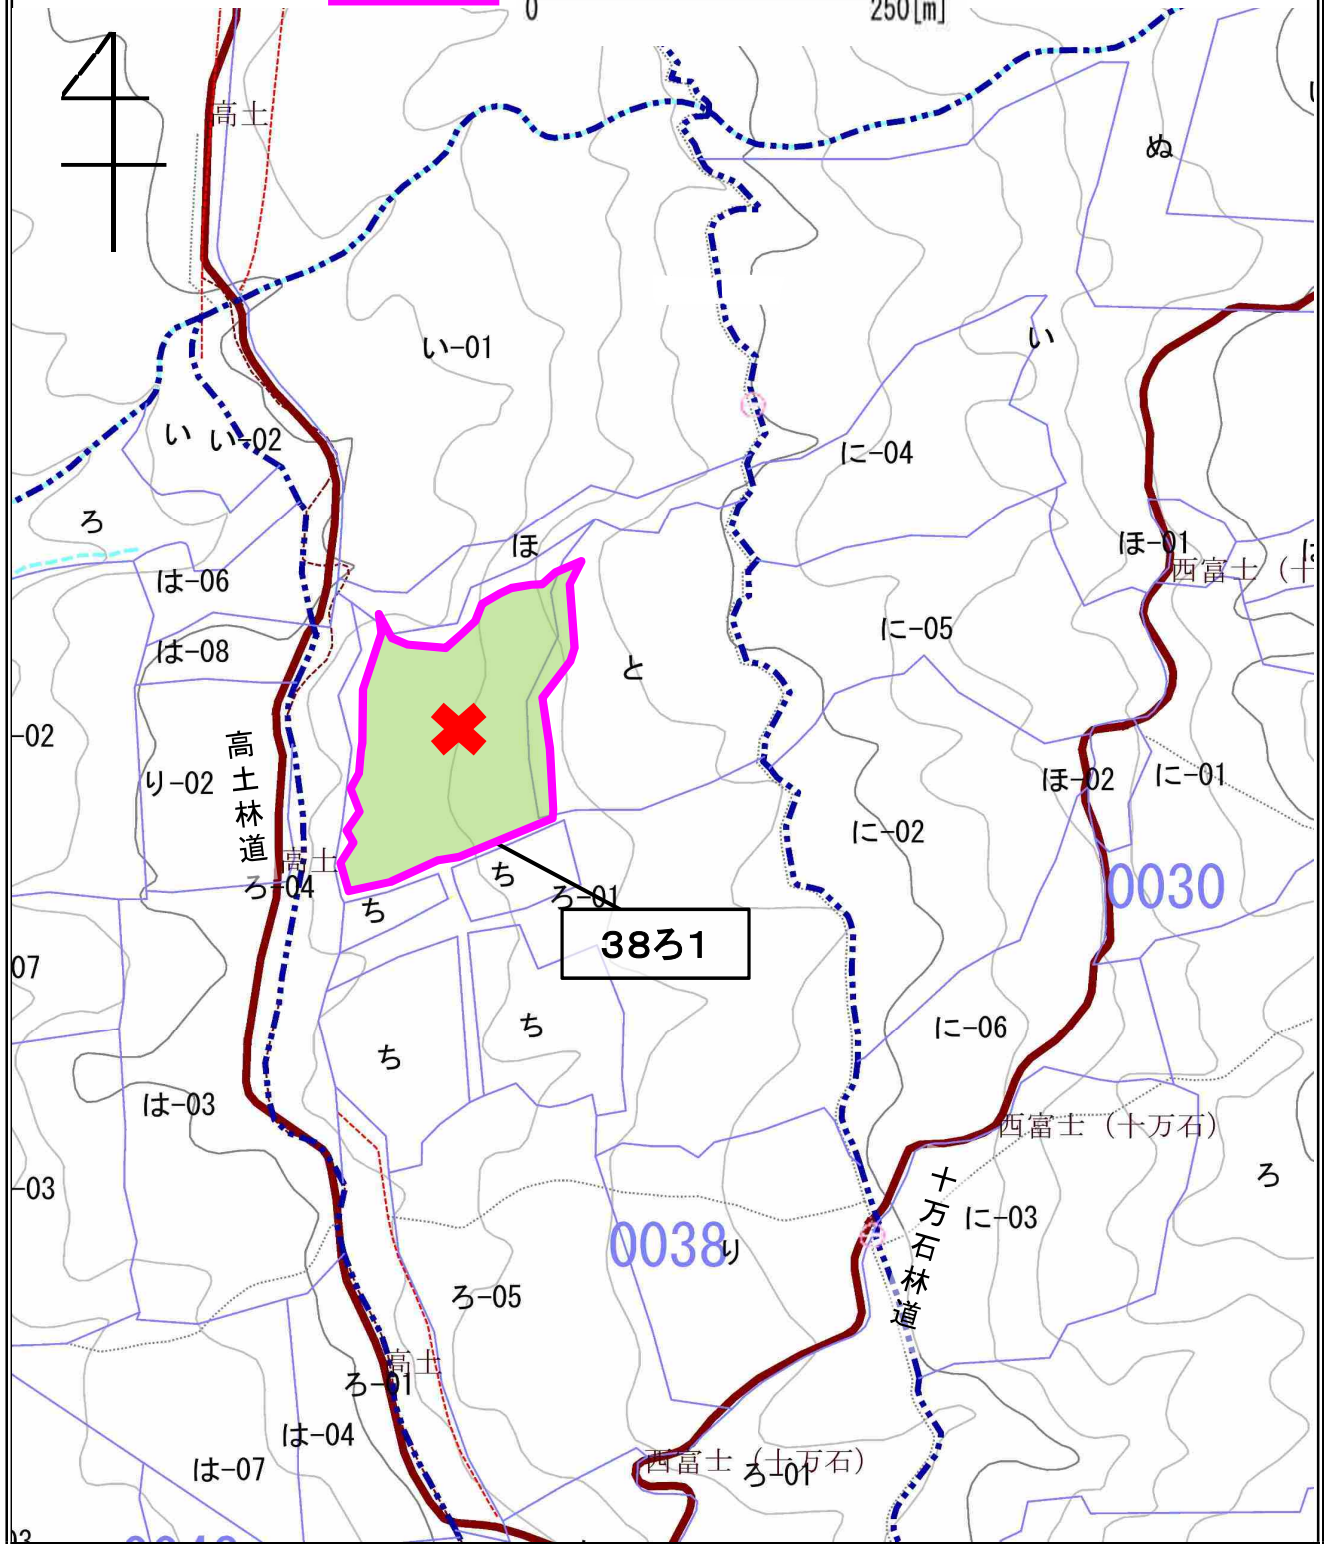 0
250[m]
高土
ぬ
い-01
い
い
い-02
に-04
ろ
ほ
ほ-01
西富士（十
は-06
に-05
は-08
と
-02
高土林道
り-02
ほ-02
に-01
に-02
高土
ろ-04
ち
ろ-01
ち
0030
38ろ1
07
ち
ち
に-06
は-03
西富士（十万石）
-03
十万石林道
ろ
に-03
0038
り
ろ-05
高土
ろ-01
は-04
は-07
西富士（十万石）
ろ-01